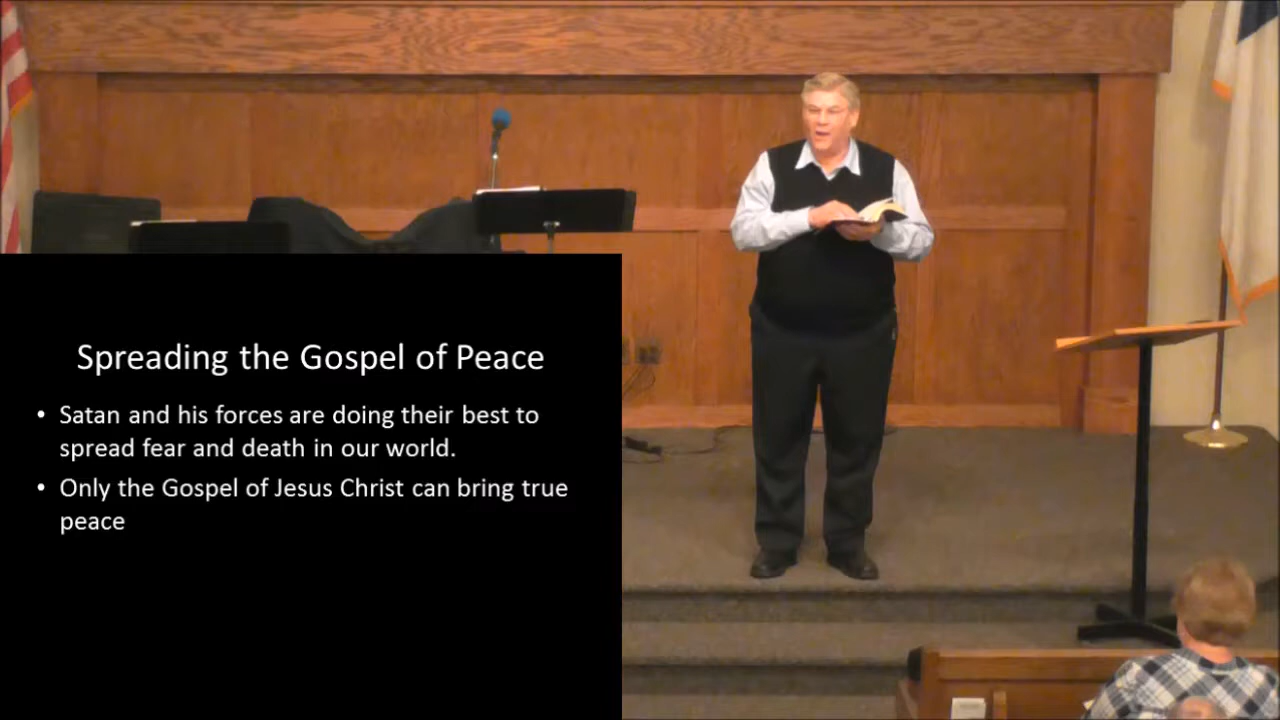 Spreading the Gospel of Peace
• Satan and his forces are doing their best to
spread fear and death in our world.
• Only the Gospel of Jesus Christ can bring true
peace